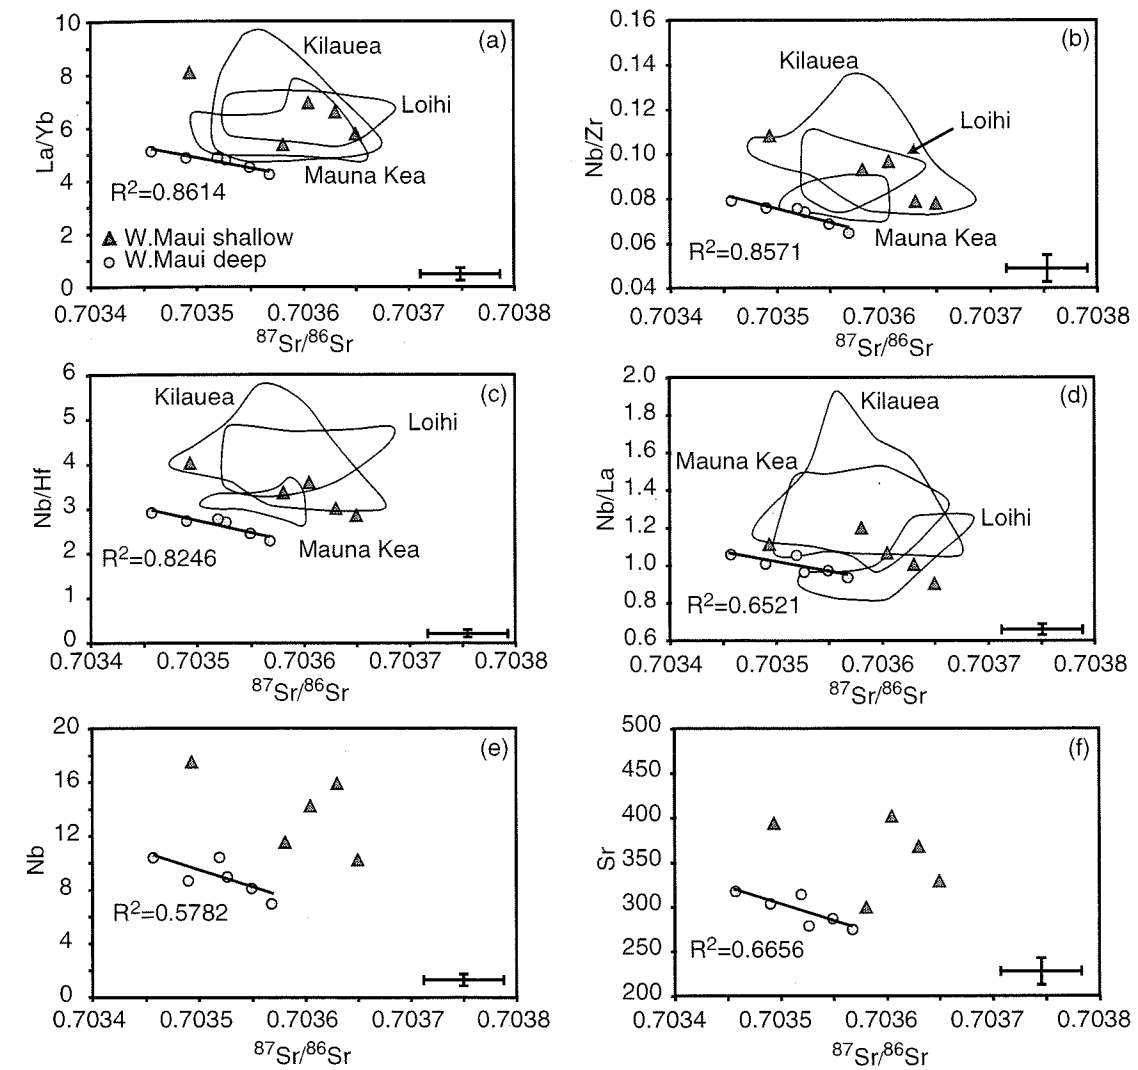 (a)
10
8
6
4
2
0
La/Yb
Kilauea
Loihi
Mauna Kea
R²=0.8614
W.Maui shallow
W.Maui deep
0.7034 0.7035 0.7036 0.7037 0.7038
⁸⁷Sr/⁸⁶Sr
(b)
0.16
0.14
0.12
0.10
0.08
0.06
0.04
Nb/Zr
Kilauea
Loihi
Mauna Kea
R²=0.8571
0.7034 0.7035 0.7036 0.7037 0.7038
⁸⁷Sr/⁸⁶Sr
(c)
6
5
4
3
2
1
0
Nb/Hf
Kilauea
Loihi
Mauna Kea
R²=0.8246
0.7034 0.7035 0.7036 0.7037 0.7038
⁸⁷Sr/⁸⁶Sr
(d)
2.0
1.8
1.6
1.4
1.2
1.0
0.8
0.6
Nb/La
Kilauea
Mauna Kea
Loihi
R²=0.6521
0.7034 0.7035 0.7036 0.7037 0.7038
⁸⁷Sr/⁸⁶Sr
(e)
20
16
12
8
4
0
Nb
R²=0.5782
0.7034 0.7035 0.7036 0.7037 0.7038
⁸⁷Sr/⁸⁶Sr
(f)
500
450
400
350
300
250
200
Sr
R²=0.6656
0.7034 0.7035 0.7036 0.7037 0.7038
⁸⁷Sr/⁸⁶Sr